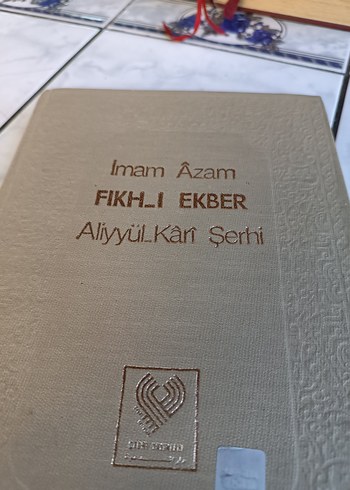 İmam Âzam
FIKH_I EKBER
Aliyyül_Kârî Şerhi